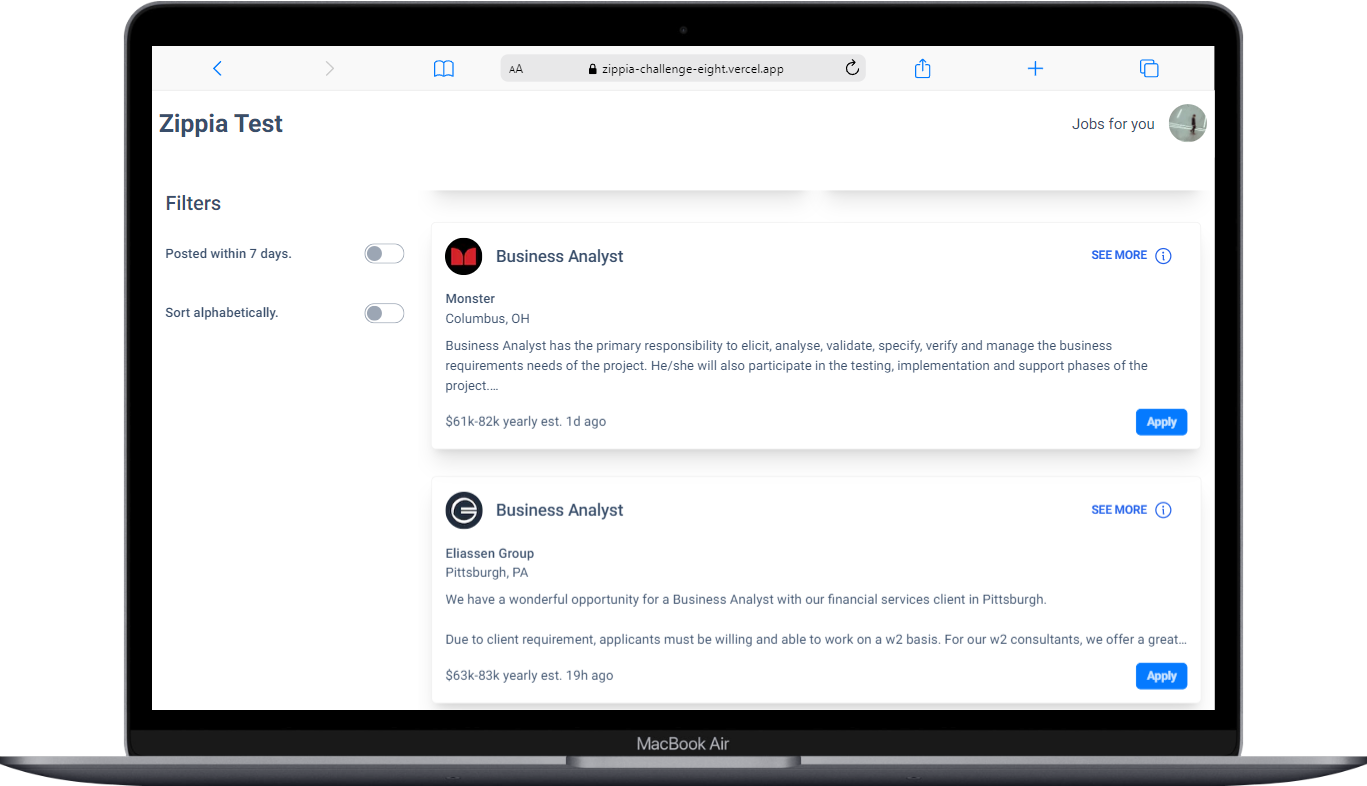 AA zippia-challenge-eight.vercel.app
Zippia Test
Jobs for you
Filters
Posted within 7 days.
Sort alphabetically.
Business Analyst
SEE MORE
Monster
Columbus, OH
Business Analyst has the primary responsibility to elicit, analyse, validate, specify, verify and manage the business
requirements needs of the project. He/she will also participate in the testing, implementation and support phases of the
project....
$61k-82k yearly est. 1d ago
Apply
Business Analyst
SEE MORE
Eliassen Group
Pittsburgh, PA
We have a wonderful opportunity for a Business Analyst with our financial services client in Pittsburgh.
Due to client requirement, applicants must be willing and able to work on a w2 basis. For our w2 consultants, we offer a great...
$63k-83k yearly est. 19h ago
Apply
MacBook Air